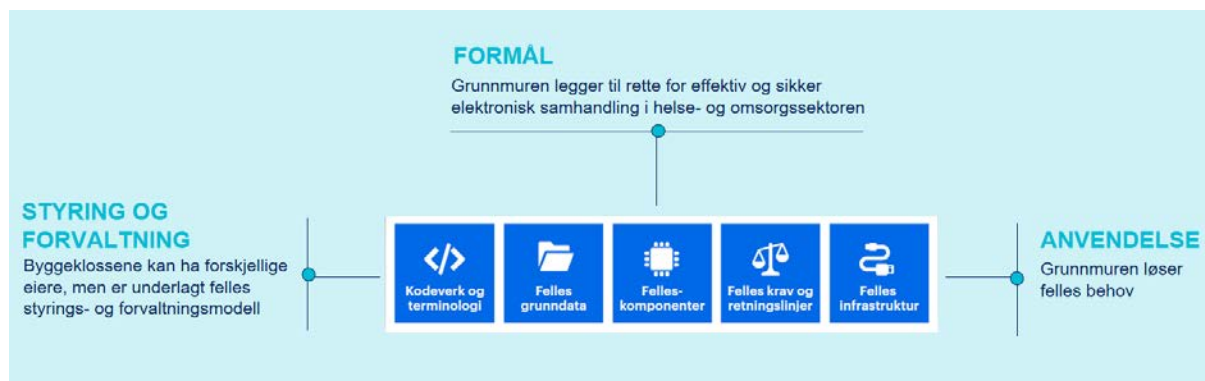 FORMÅL
Grunnmuren legger til rette for effektiv og sikker
elektronisk samhandling i helse- og omsorgssektoren
STYRING OG
FORVALTNING
Byggeklossene kan ha forskjellige
eiere, men er underlagt felles
styrings- og forvaltningsmodell
</>
Kodeverk og
terminologi
Felles
grunndata
Felles-
komponenter
Felles krav og
retningslinjer
Felles
infrastruktur
ANVENDELSE
Grunnmuren løser
felles behov